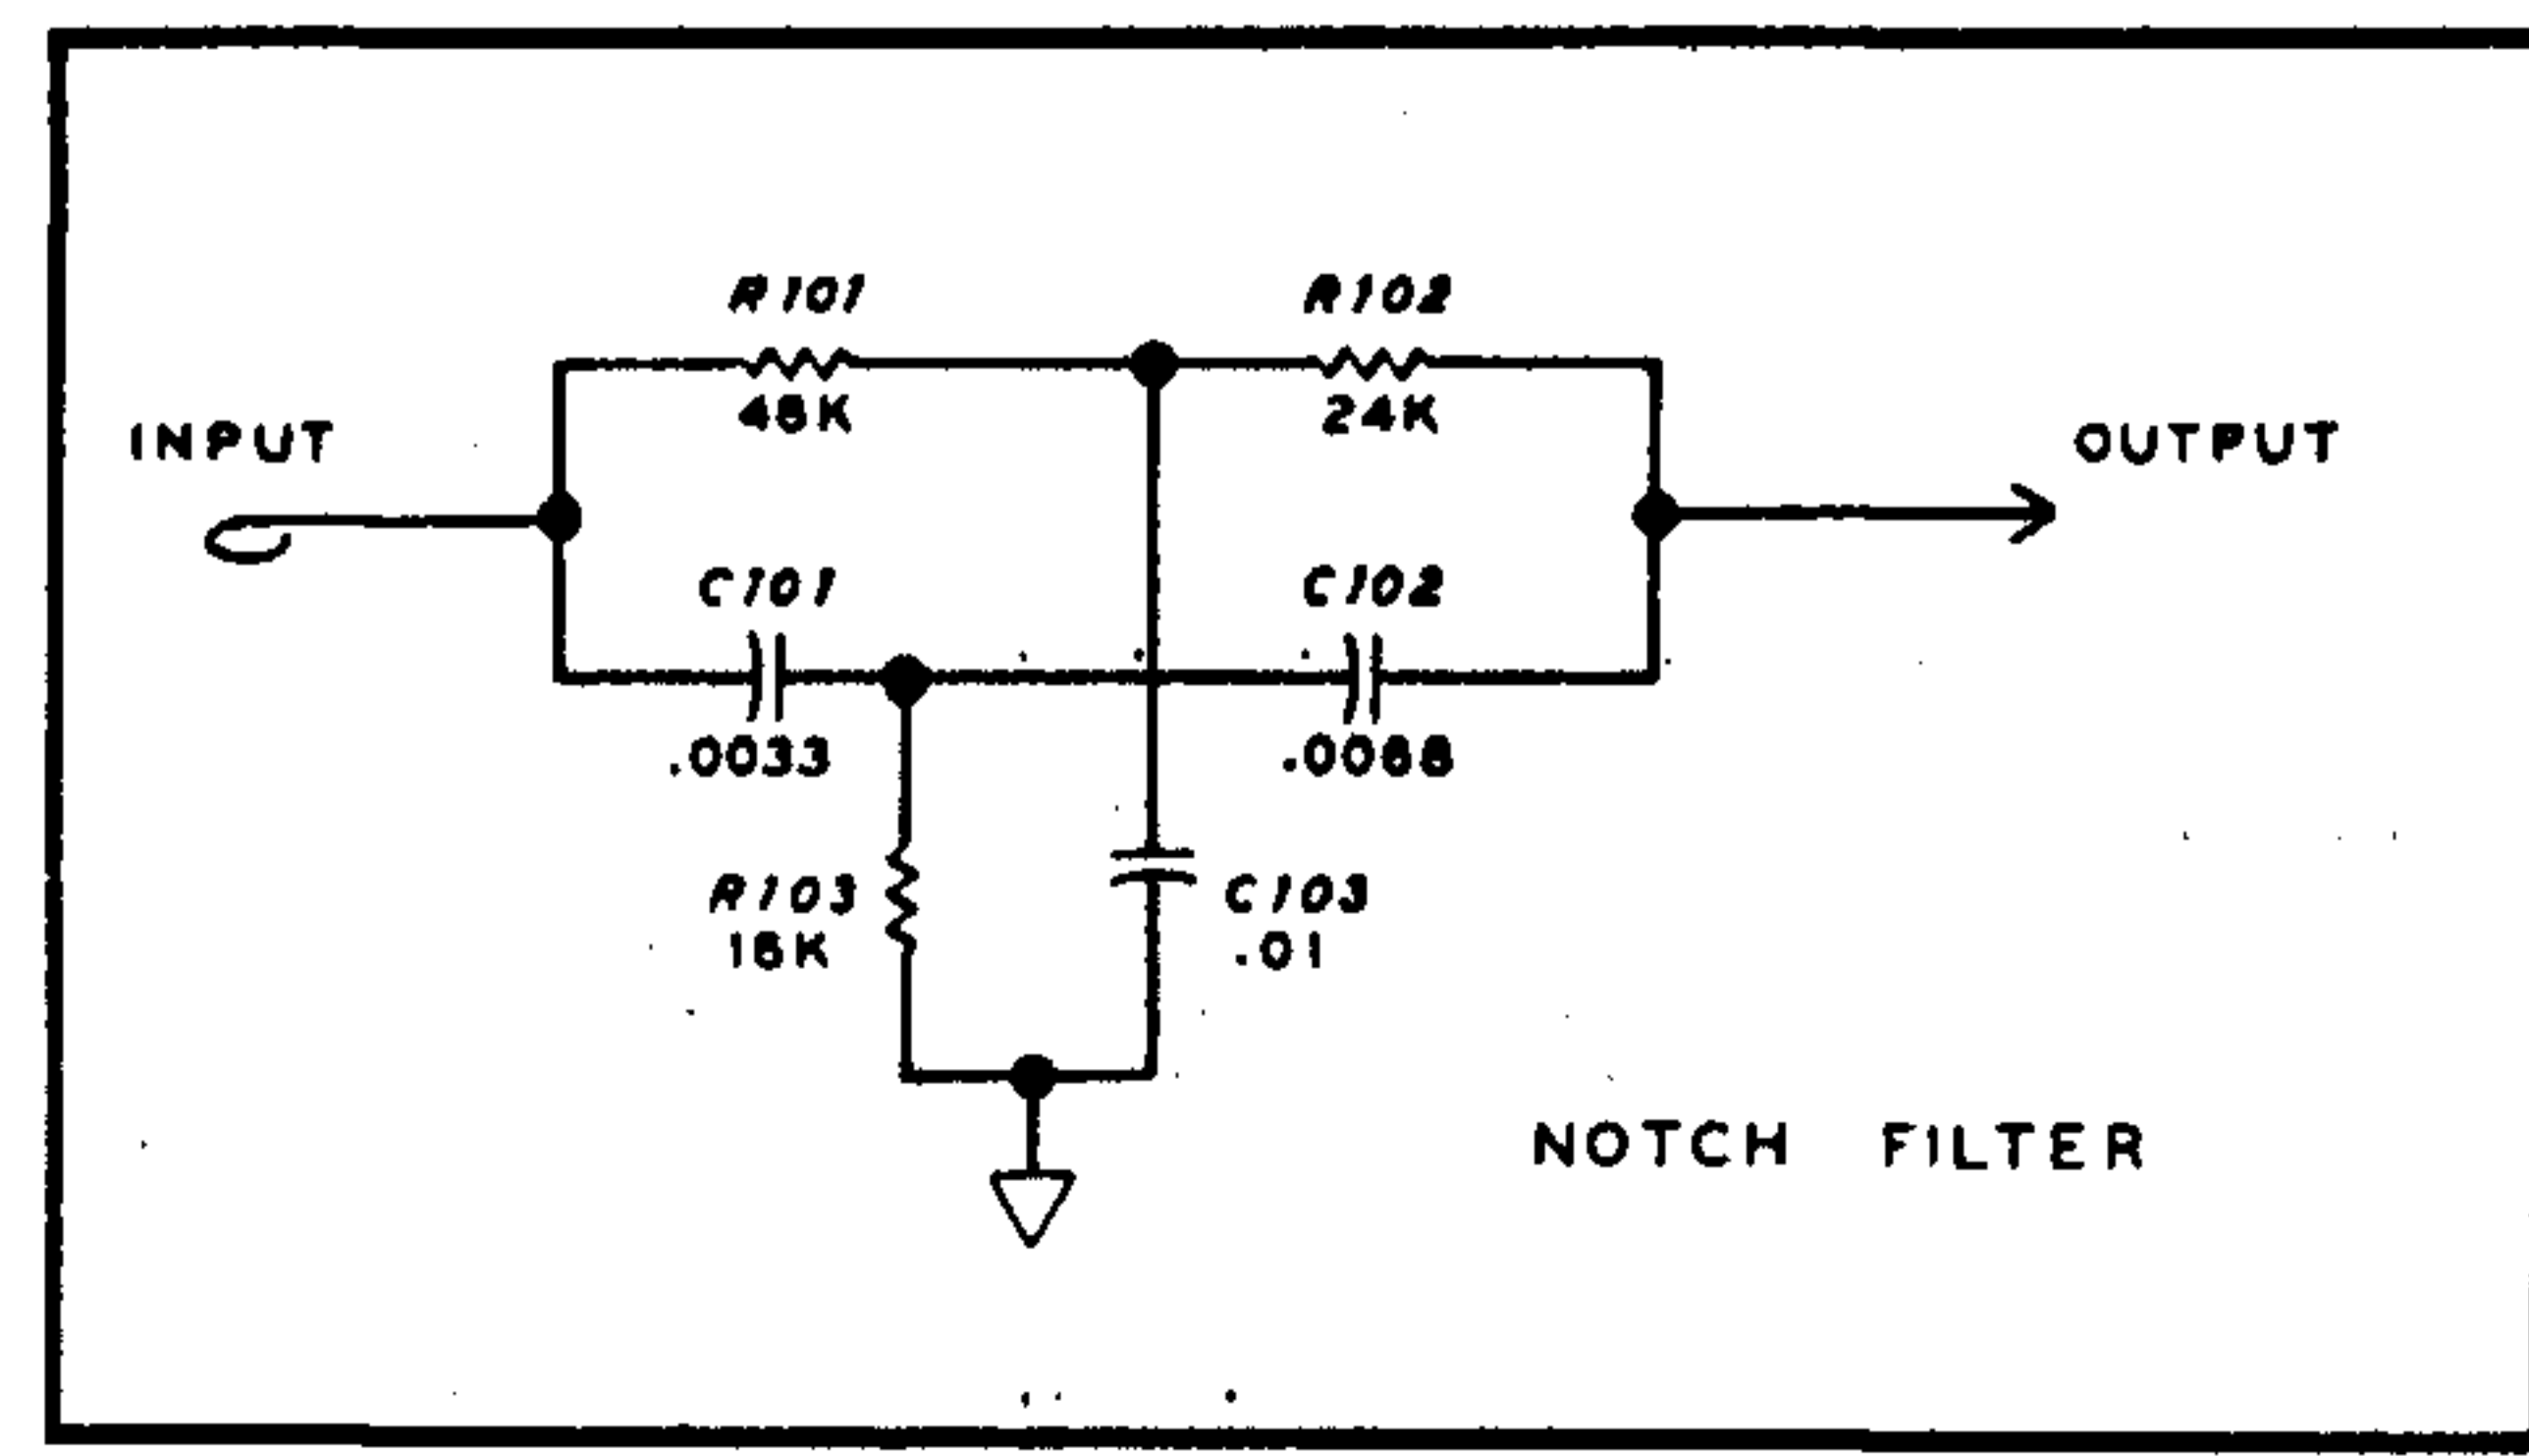 R101
R102
48K
24K
INPUT
OUTPUT
C101
C102
.0033
.0068
R103
16K
C103
.01
NOTCH FILTER